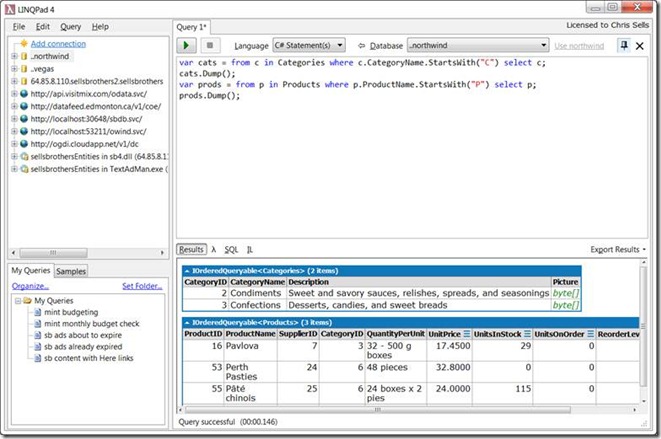 LINQPad 4
File Edit Query Help
Add connection
..northwind
..vegas
64.85.8.110.sellsbrothers2.sellsbrothers
http://api.visitmix.com/odata.svc/
http://datafeed.edmonton.ca/v1/coe/
http://localhost:30648/sbdb.svc/
http://localhost:53211/owind.svc/
http://ogdi.cloudapp.net/v1/dc
sellsbrothersEntities in sb4.dll (64.85.8.1
sellsbrothersEntities in TextAdMan.exe (
My Queries Samples
Organize... Set Folder...
My Queries
mint budgeting
mint monthly budget check
sb ads about to expire
sb ads already expired
sb content with Here links
Query 1*
Licensed to Chris Sells
Language C# Statement(s) Database ..northwind Use northwind
var cats = from c in Categories where c.CategoryName.StartsWith("C") select c;
cats.Dump();
var prods = from p in Products where p.ProductName.StartsWith("P") select p;
prods.Dump();
Results λ SQL IL Export Results
IOrderedQueryable<Categories> (2 items)
CategoryID CategoryName Description Picture
2 Condiments Sweet and savory sauces, relishes, spreads, and seasonings byte[]
3 Confections Desserts, candies, and sweet breads byte[]
IOrderedQueryable<Products> (3 items)
ProductID ProductName SupplierID CategoryID QuantityPerUnit UnitPrice UnitsInStock UnitsOnOrder ReorderLev
16 Pavlova 7 3 32 - 500 g boxes 17.4500 29 0
53 Perth Pasties 24 6 48 pieces 32.8000 0 0
55 Pâté chinois 25 6 24 boxes x 2 pies 24.0000 115 0
Query successful (00:00.146)